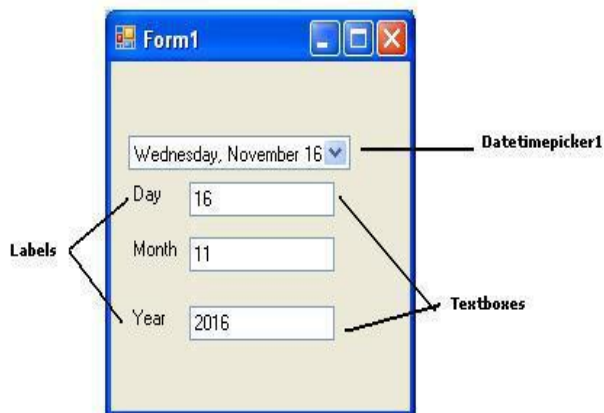 Form1
Wednesday, November 16
Datetimepicker1
Day 16
Labels
Month 11
Textboxes
Year 2016